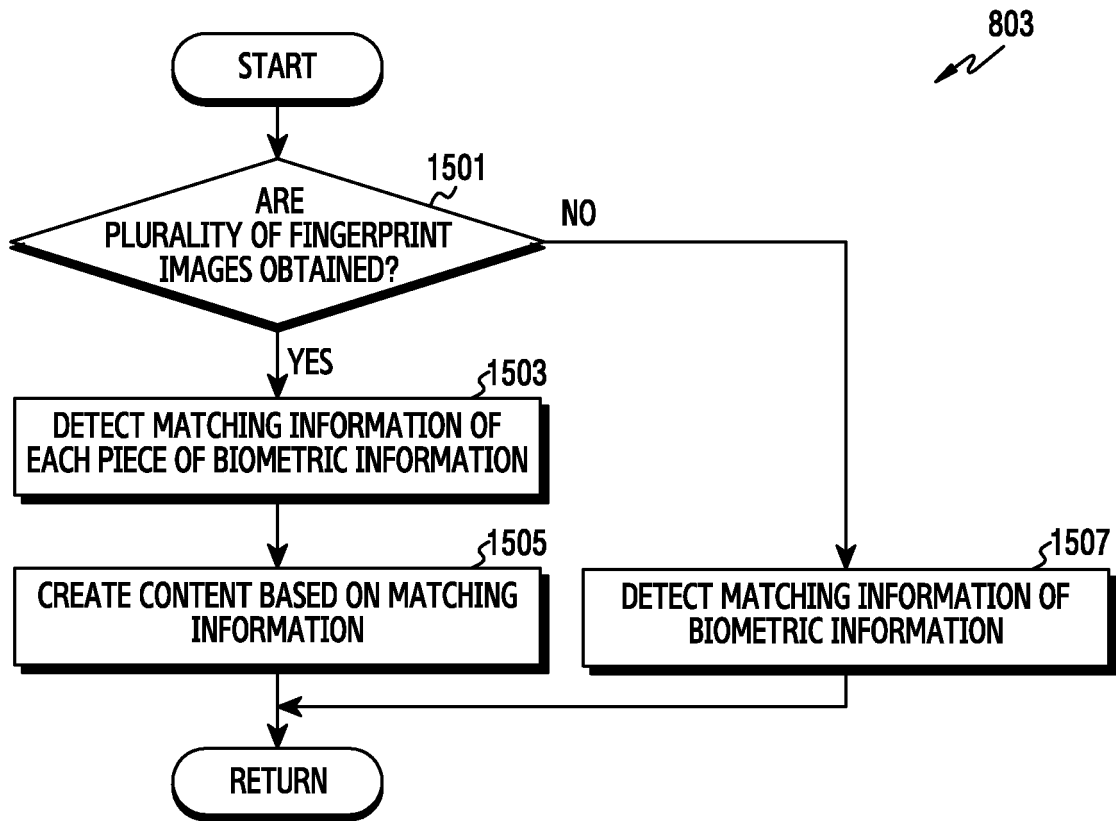 803
START
1501
ARE
PLURALITY OF FINGERPRINT
IMAGES OBTAINED?
NO
YES
1503
DETECT MATCHING INFORMATION OF
EACH PIECE OF BIOMETRIC INFORMATION
1505
CREATE CONTENT BASED ON MATCHING
INFORMATION
1507
DETECT MATCHING INFORMATION OF
BIOMETRIC INFORMATION
RETURN